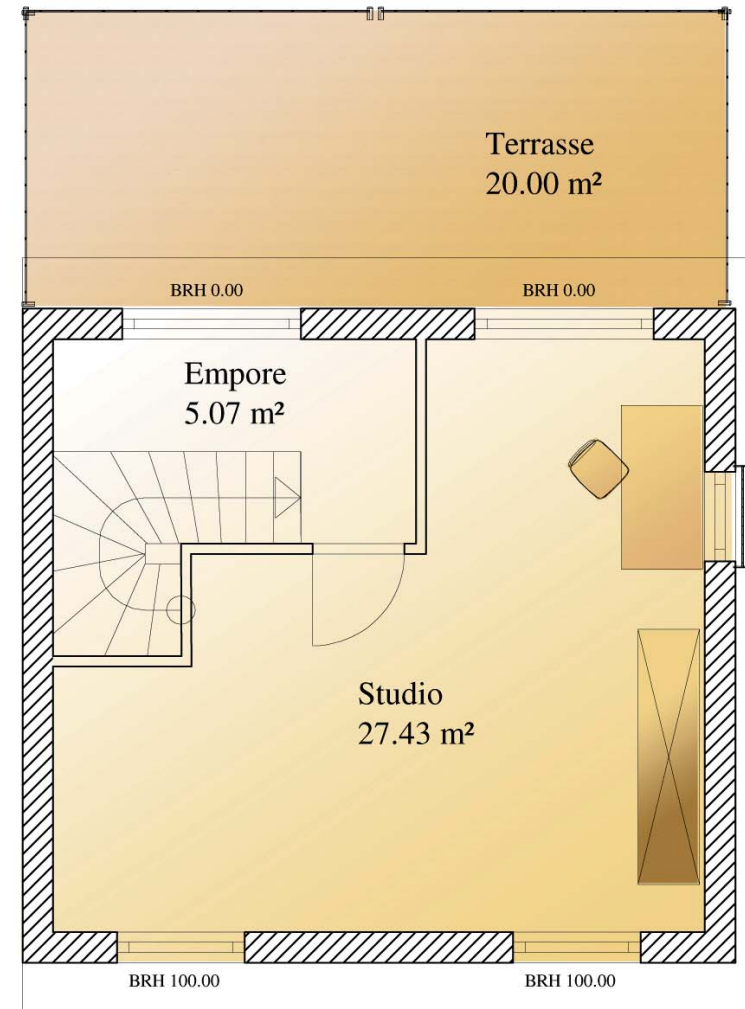 Terrasse
20.00 m²
BRH 0.00
BRH 0.00
Empore
5.07 m²
Studio
27.43 m²
BRH 100.00
BRH 100.00